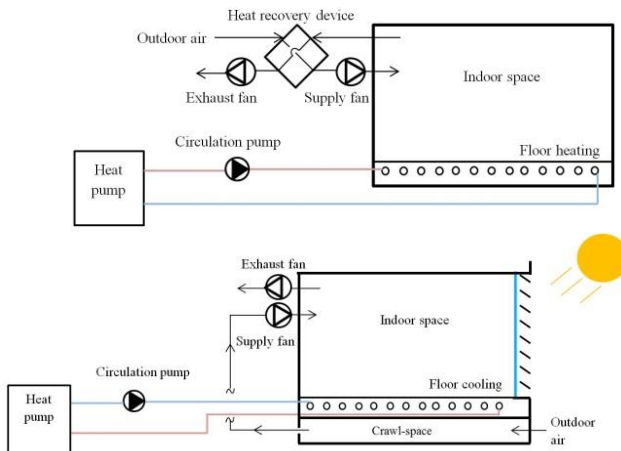 Heat recovery device
Outdoor air
Indoor space
Exhaust fan
Supply fan
Circulation pump
Floor heating
Heat
pump
Exhaust fan
Indoor space
Supply fan
Circulation pump
Floor cooling
Heat
pump
Crawl-space
Outdoor
air